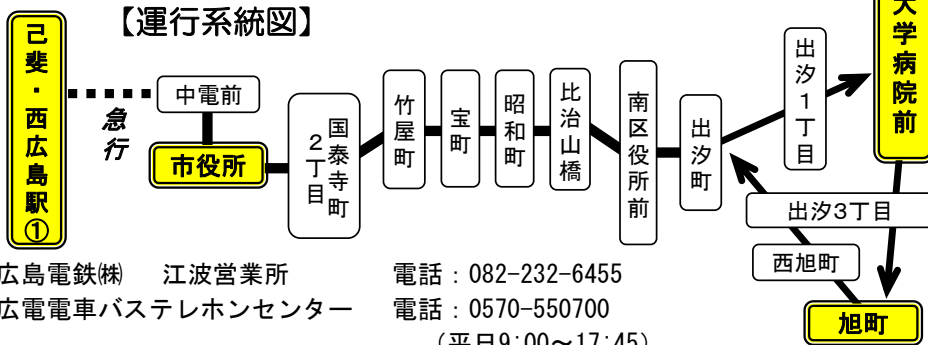 【運行系統図】
己斐・西広島駅①
急行
中電前
市役所
国泰寺町
2丁目
竹屋町
宝町
昭和町
比治山橋
南区役所前
出汐町
出汐1丁目
大学病院前
出汐3丁目
西旭町
旭町
広島電鉄㈱ 江波営業所 電話:082-232-6455
広電電車バステレホンセンター 電話:0570-550700
(平日9:00~17:45)